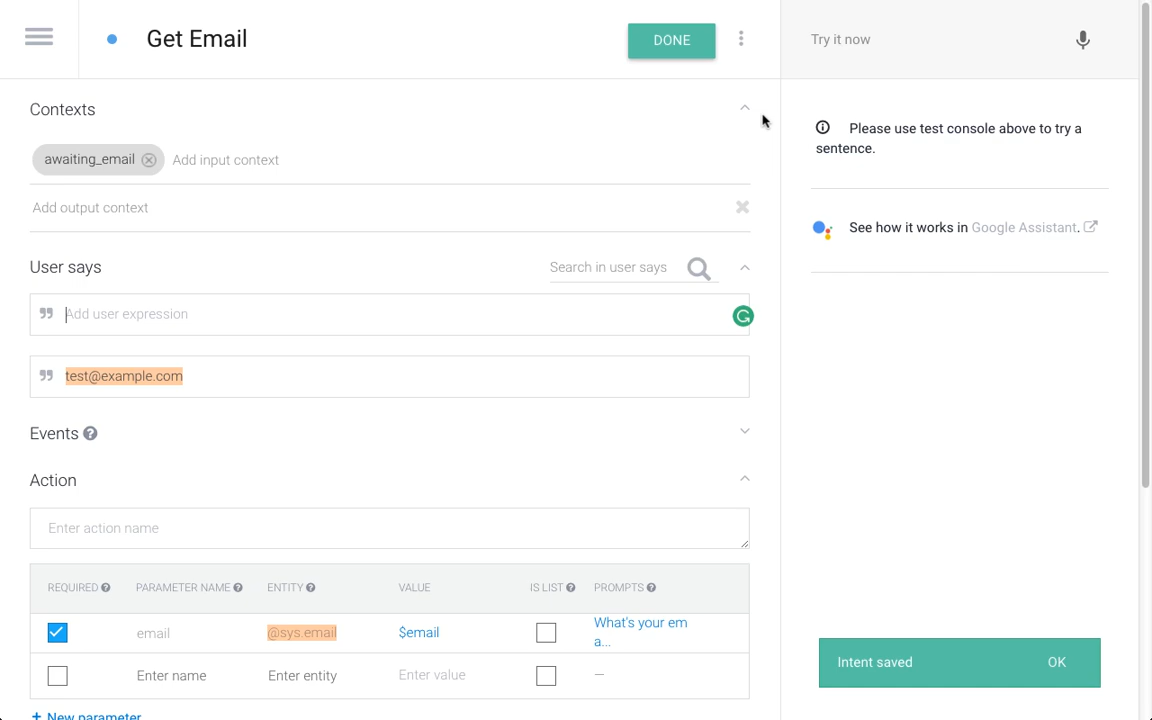 Get Email
DONE
Try it now
Contexts
awaiting_email Add input context
Add output context
Please use test console above to try a
sentence.
See how it works in Google Assistant.
User says
Search in user says
Add user expression
test@example.com
Events
Action
Enter action name
REQUIRED PARAMETER NAME ENTITY VALUE IS LIST PROMPTS
email @sys.email $email What's your em
a...
Enter name Enter entity Enter value —
+ New parameter
Intent saved OK